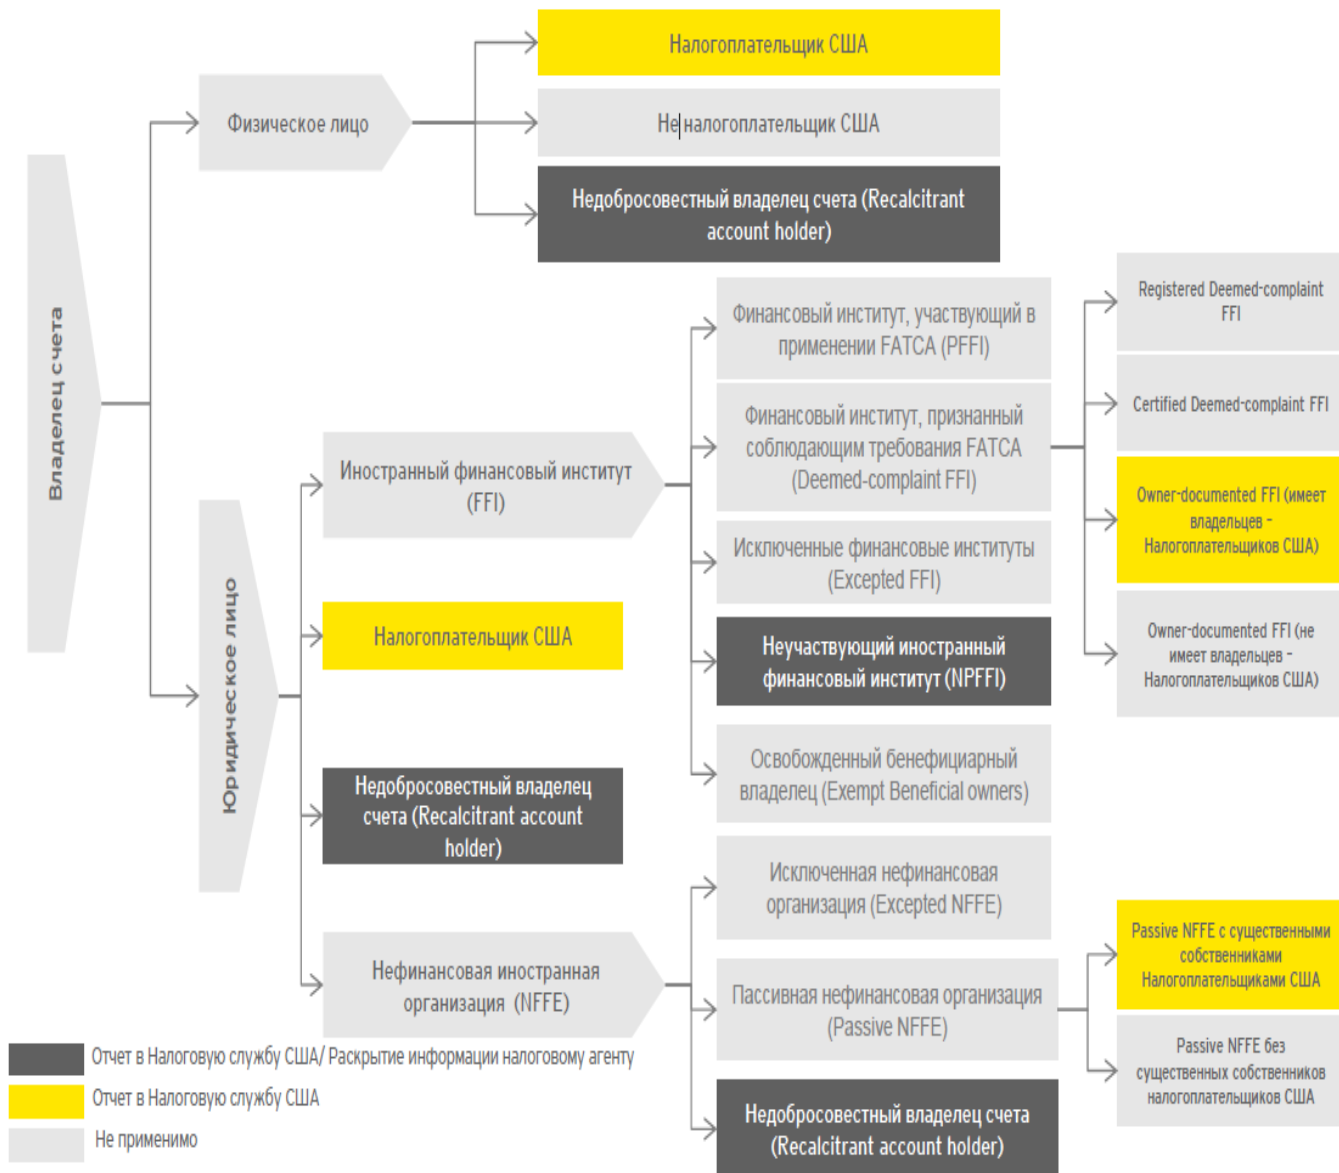 Владелец счета
Физическое лицо
Налогоплательщик США
Не налогоплательщик США
Недобросовестный владелец счета (Recalcitrant
account holder)
Юридическое лицо
Иностранный финансовый институт
(FFI)
Финансовый институт, участвующий в
применении FATCA (PFFI)
Финансовый институт, признанный
соблюдающим требования FATCA
(Deemed-complaint FFI)
Registered Deemed-complaint
FFI
Certified Deemed-complaint FFI
Owner-documented FFI (имеет
владельцев –
Налогоплательщиков США)
Owner-documented FFI (не
имеет владельцев –
Налогоплательщиков США)
Исключенные финансовые институты
(Excepted FFI)
Неучаствующий иностранный
финансовый институт (NPFFI)
Освобожденный бенефициарный
владелец (Exempt Beneficial owners)
Налогоплательщик США
Недобросовестный владелец
счета (Recalcitrant account
holder)
Нефинансовая иностранная
организация (NFFE)
Исключенная нефинансовая
организация (Excepted NFFE)
Пассивная нефинансовая организация
(Passive NFFE)
Passive NFFE с существенными
собственниками
Налогоплательщиками США
Passive NFFE без
существенных собственников
налогоплательщиков США
Недобросовестный владелец счета
(Recalcitrant account holder)
Отчет в Налоговую службу США/ Раскрытие информации налоговому агенту
Отчет в Налоговую службу США
Не применимо